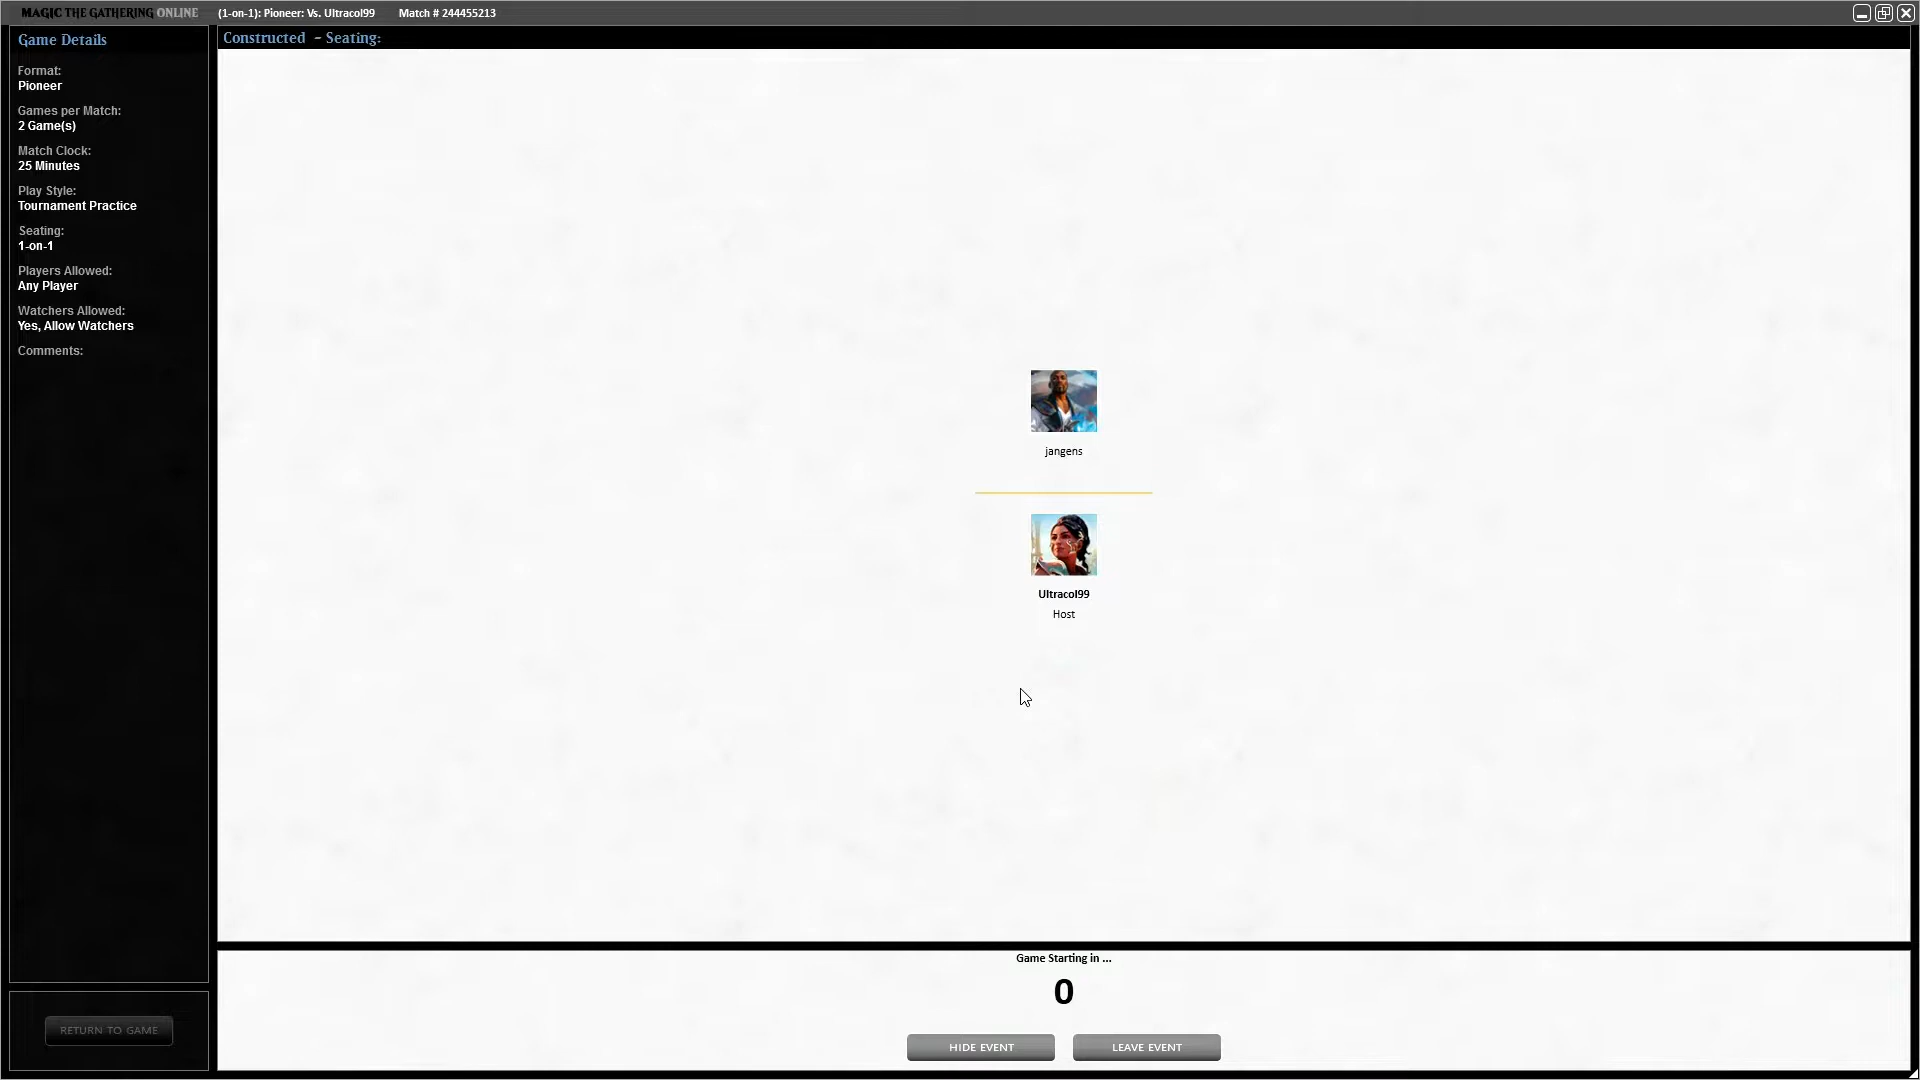 MAGIC THE GATHERING ONLINE (1-on-1): Pioneer: Vs. Ultracol99 Match # 244455213
Game Details
Format:
Pioneer
Games per Match:
2 Game(s)
Match Clock:
25 Minutes
Play Style:
Tournament Practice
Seating:
1-on-1
Players Allowed:
Any Player
Watchers Allowed:
Yes, Allow Watchers
Comments:
RETURN TO GAME
Constructed - Seating:
jangens
Ultracol99
Host
Game Starting in ...
0
HIDE EVENT LEAVE EVENT